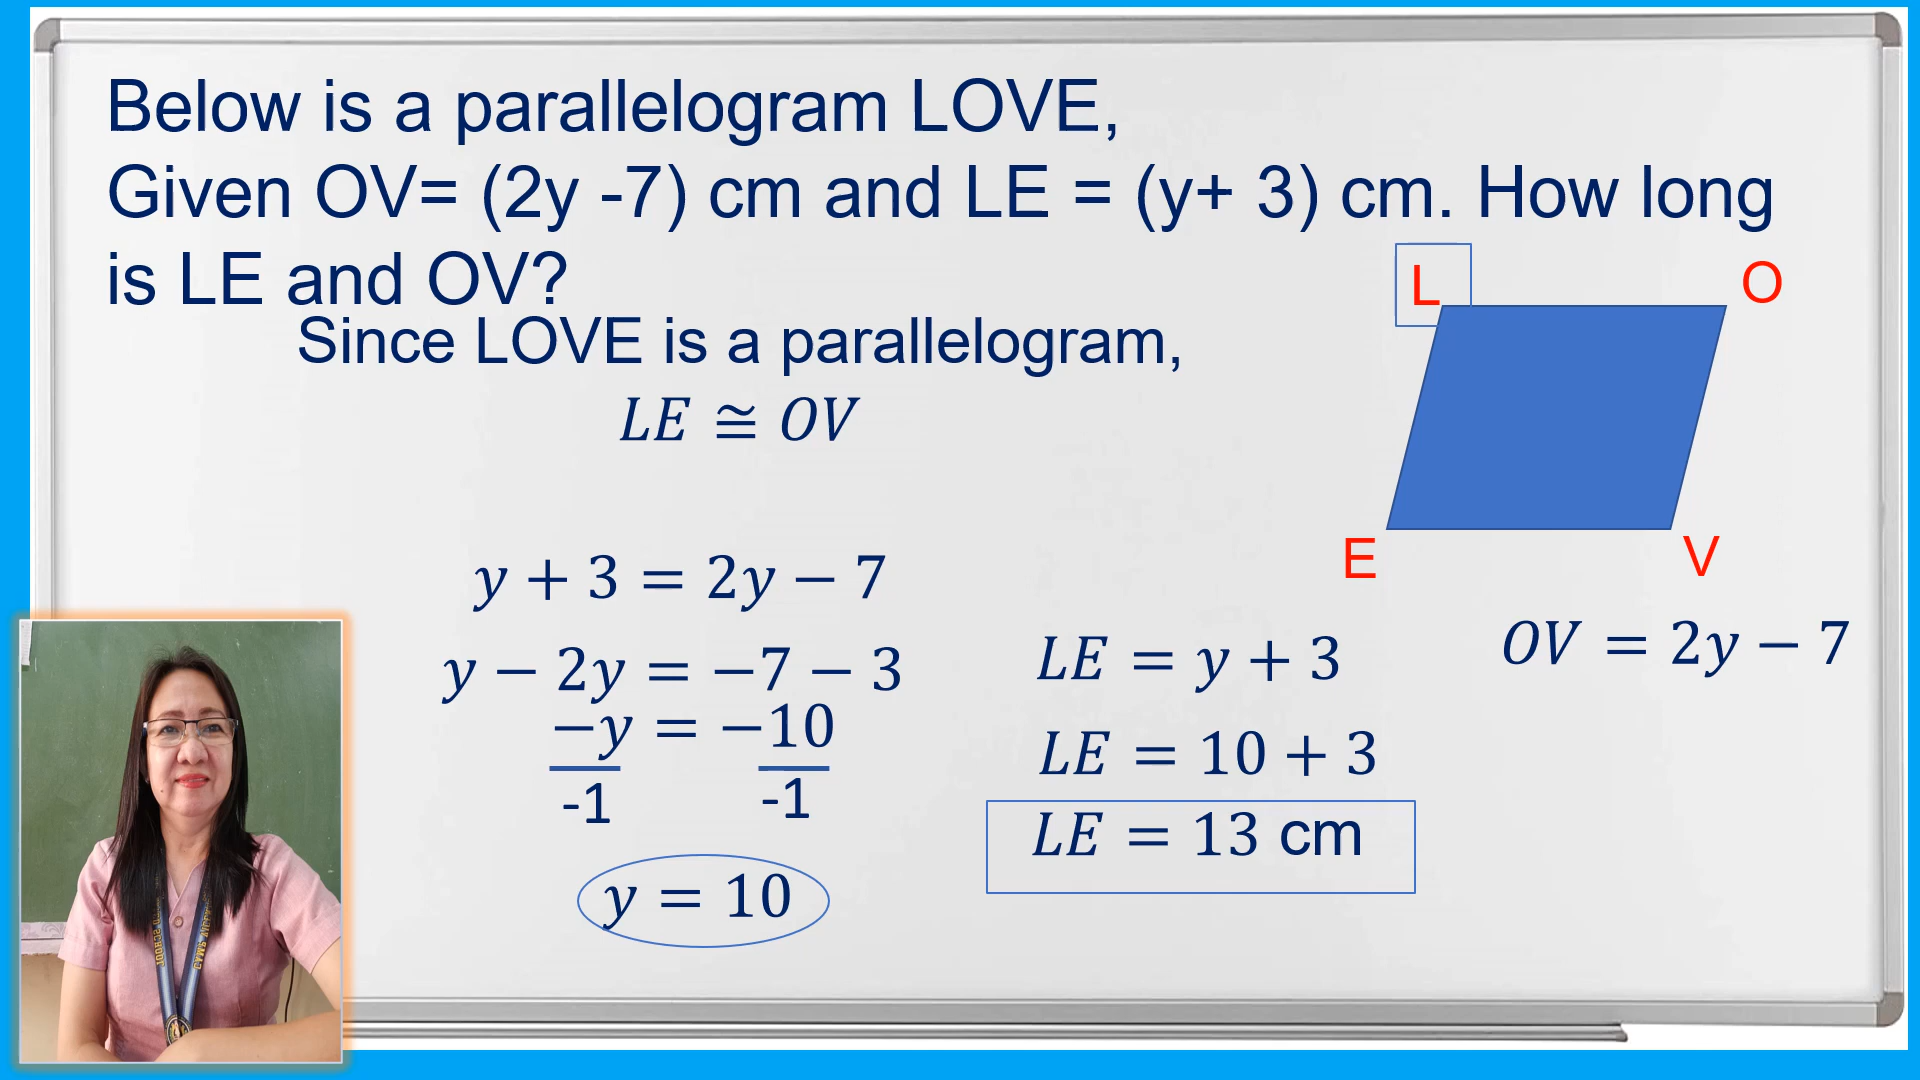 Below is a parallelogram LOVE,
Given OV= (2y -7) cm and LE = (y+ 3) cm. How long
is LE and OV?
Since LOVE is a parallelogram,
LE ≅ OV
L
O
E
V
y + 3 = 2y − 7
y − 2y = −7 − 3
−y = −10
-1 -1
y = 10
LE = y + 3
LE = 10 + 3
LE = 13 cm
OV = 2y − 7